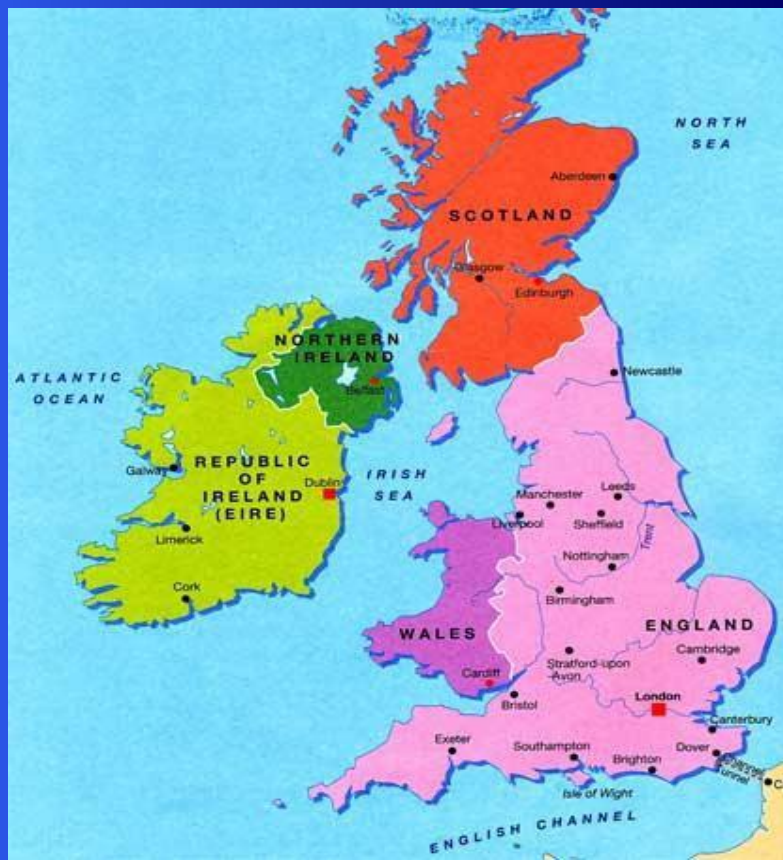 NORTH
SEA
Aberdeen
SCOTLAND
Glasgow
Edinburgh
NORTHERN
IRELAND
Belfast
Newcastle
ATLANTIC
OCEAN
Galway
REPUBLIC
OF
IRELAND
(EIRE)
Dublin
IRISH
SEA
Limerick
Cork
Manchester
Leeds
Liverpool
Sheffield
Trent
Nottingham
Birmingham
WALES
ENGLAND
Cambridge
Stratford-upon
-Avon
Cardiff
Bristol
London
Canterbury
Exeter
Southampton
Brighton
Dover
Channel
Tunnel
Isle of Wight
ENGLISH CHANNEL